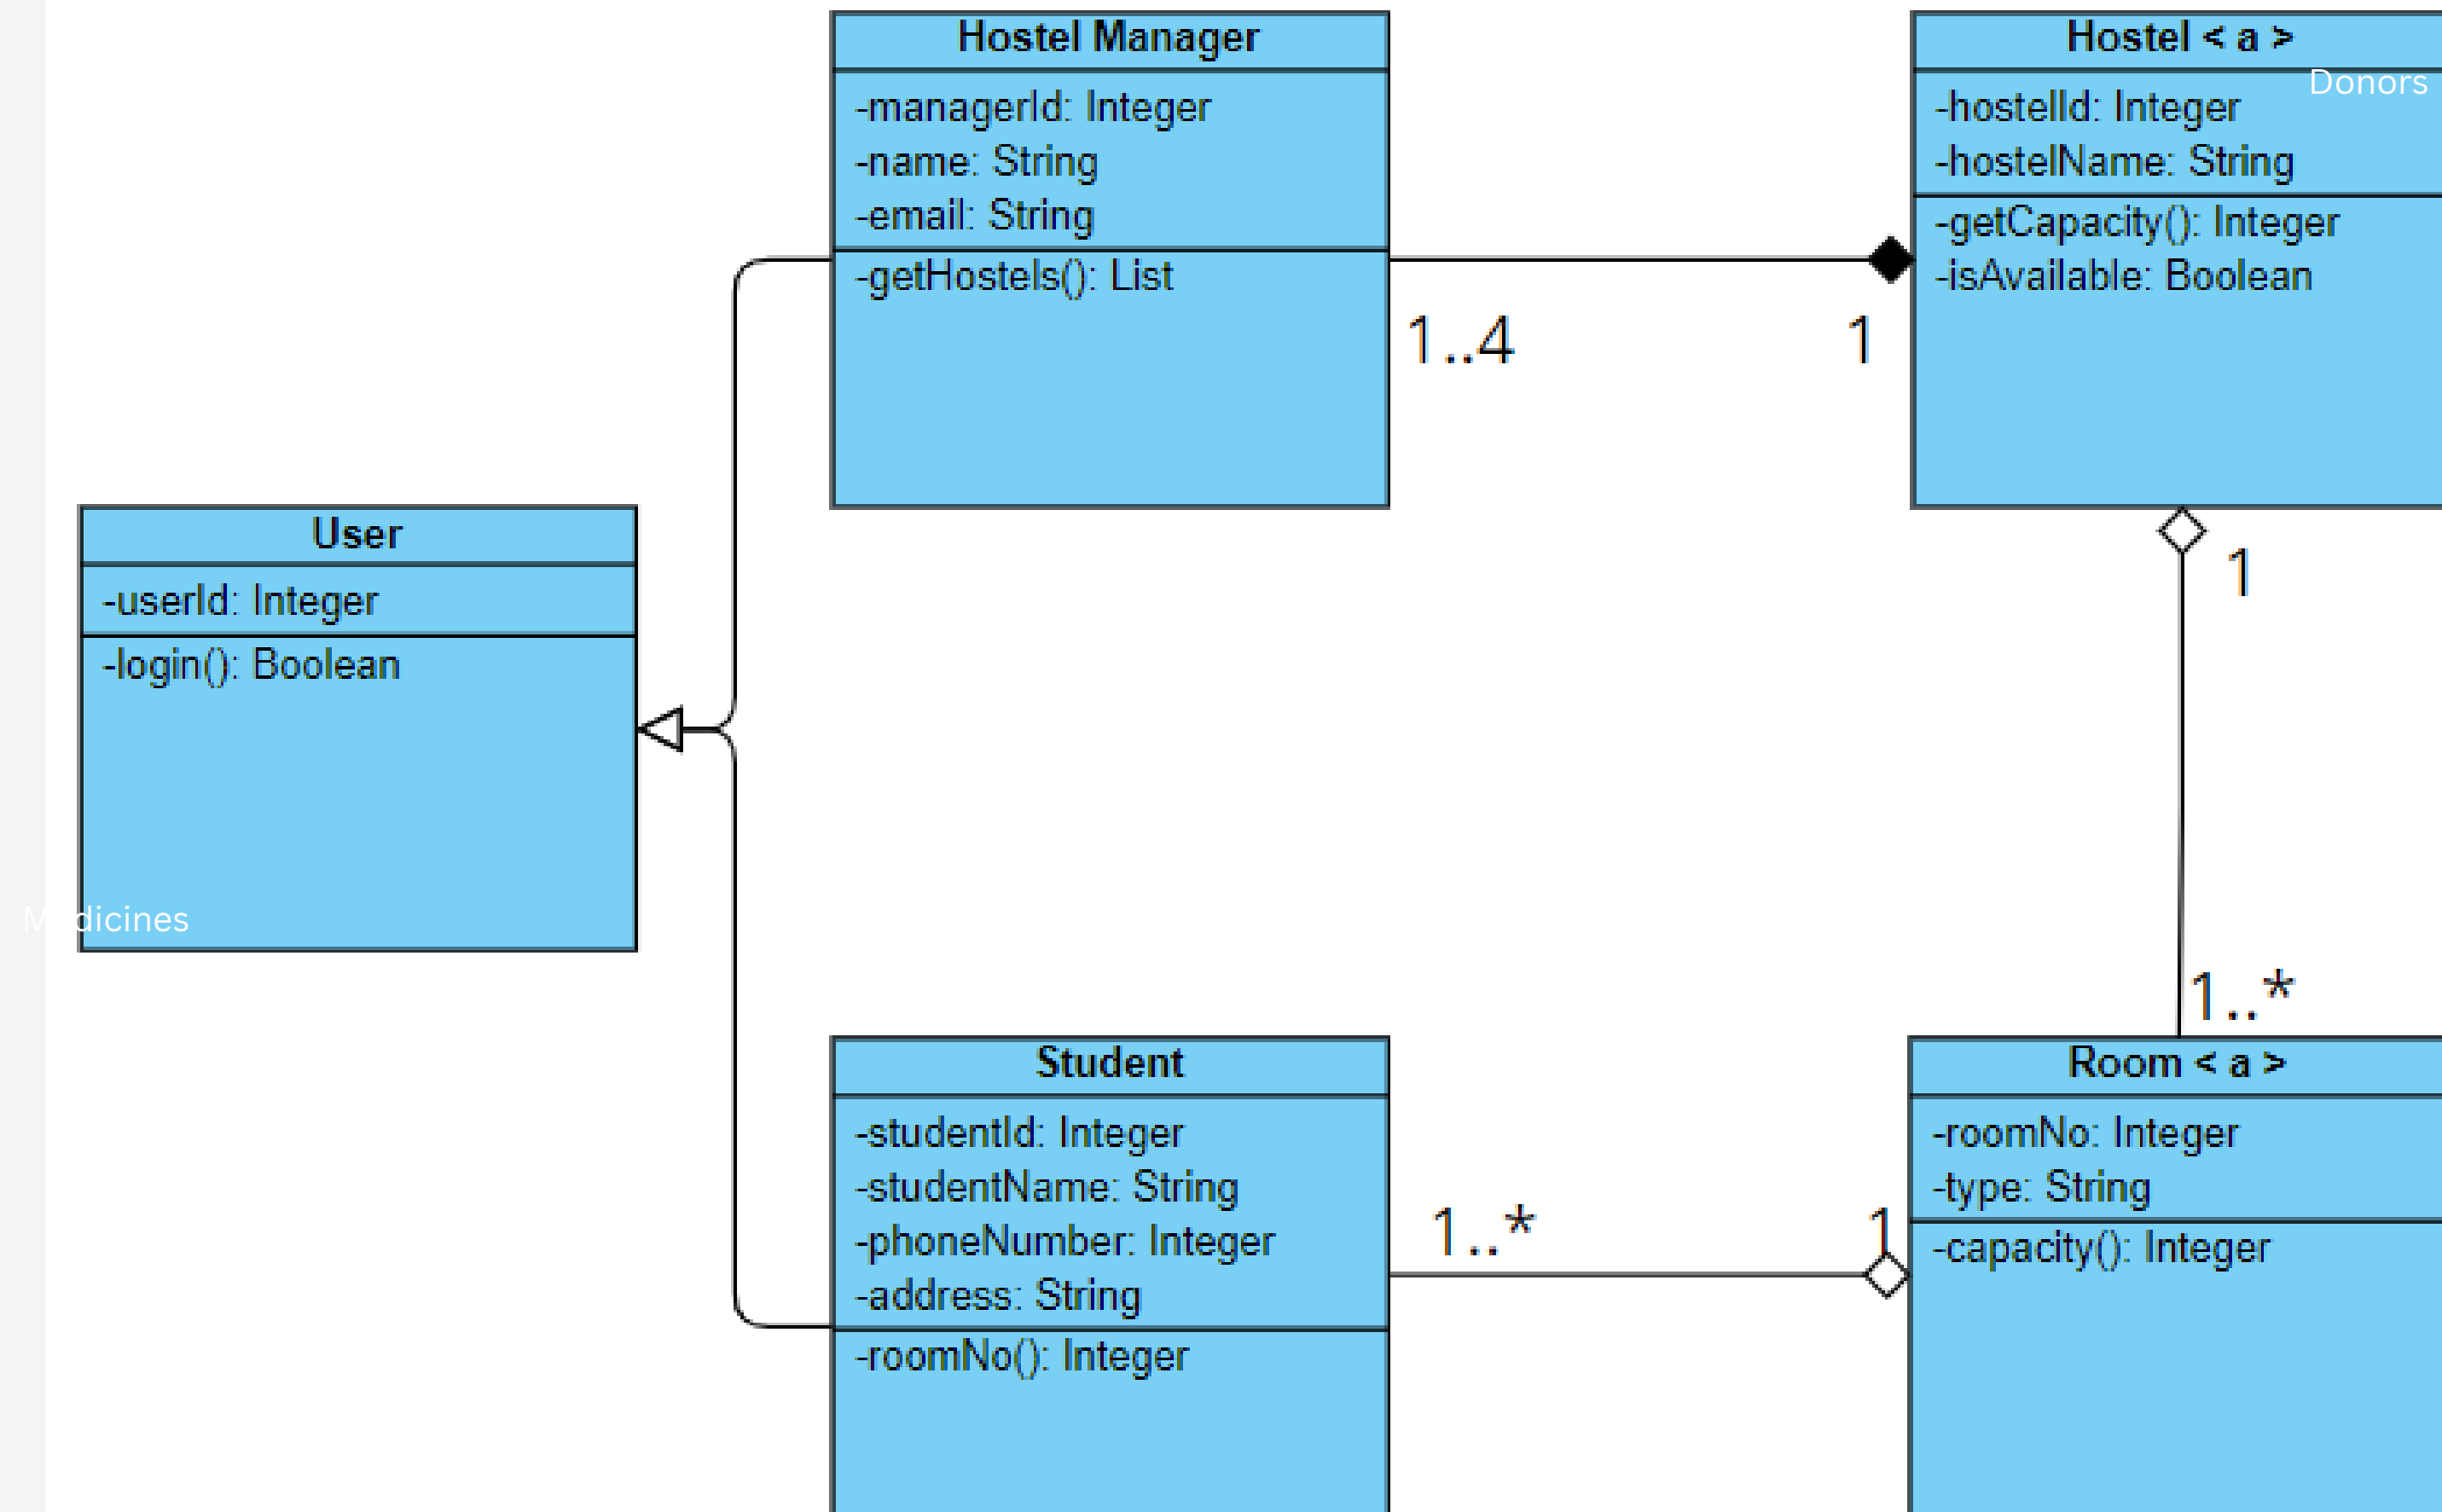 Hostel Manager
-managerId: Integer
-name: String
-email: String
-getHostels(): List
1..4
1
Hostel < a >
Donors
-hostelId: Integer
-hostelName: String
-getCapacity(): Integer
-isAvailable: Boolean
1
User
-userId: Integer
-login(): Boolean
Medicines
1..*
Student
-studentId: Integer
-studentName: String
-phoneNumber: Integer
-address: String
-roomNo(): Integer
1..*
1
Room < a >
-roomNo: Integer
-type: String
-capacity(): Integer